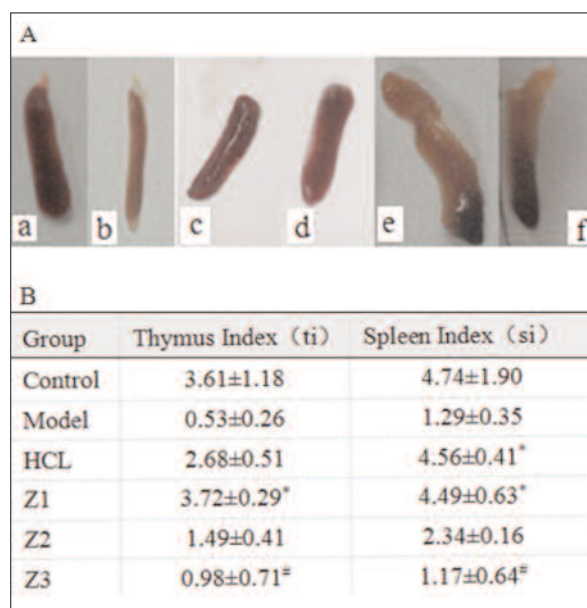 A
a b c d e f
B
Group Thymus Index (ti) Spleen Index (si)
Control 3.61±1.18 4.74±1.90
Model 0.53±0.26 1.29±0.35
HCL 2.68±0.51 4.56±0.41*
Z1 3.72±0.29* 4.49±0.63*
Z2 1.49±0.41 2.34±0.16
Z3 0.98±0.71# 1.17±0.64#